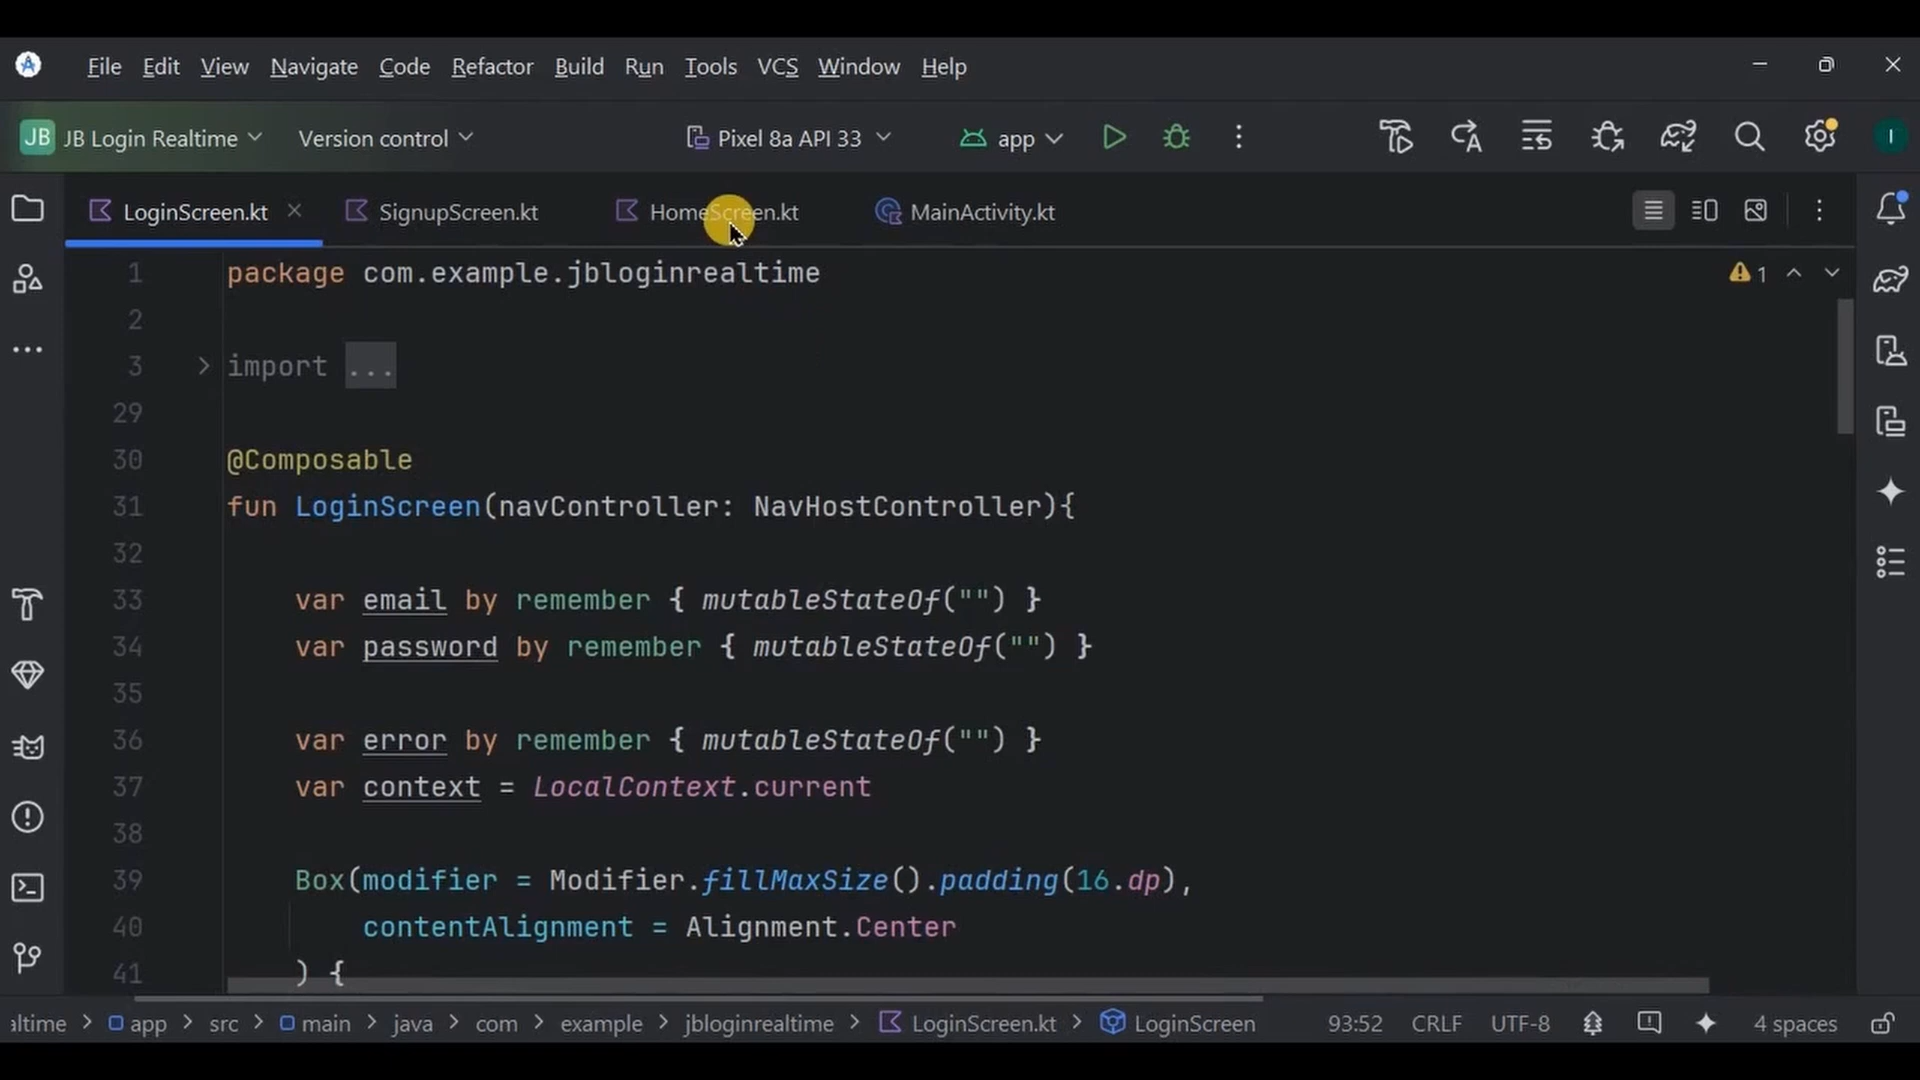 File Edit View Navigate Code Refactor Build Run Tools VCS Window Help
JB JB Login Realtime Version control Pixel 8a API 33 app I
LoginScreen.kt SignupScreen.kt HomeScreen.kt MainActivity.kt
1 package com.example.jbloginrealtime 1
2
3 import ...
29
30 @Composable
31 fun LoginScreen(navController: NavHostController){
32
33 var email by remember { mutableStateOf("") }
34 var password by remember { mutableStateOf("") }
35
36 var error by remember { mutableStateOf("") }
37 var context = LocalContext.current
38
39 Box(modifier = Modifier.fillMaxSize().padding(16.dp),
40 contentAlignment = Alignment.Center
41 ) {
altime > app > src > main > java > com > example > jbloginrealtime > LoginScreen.kt > LoginScreen 93:52 CRLF UTF-8 4 spaces